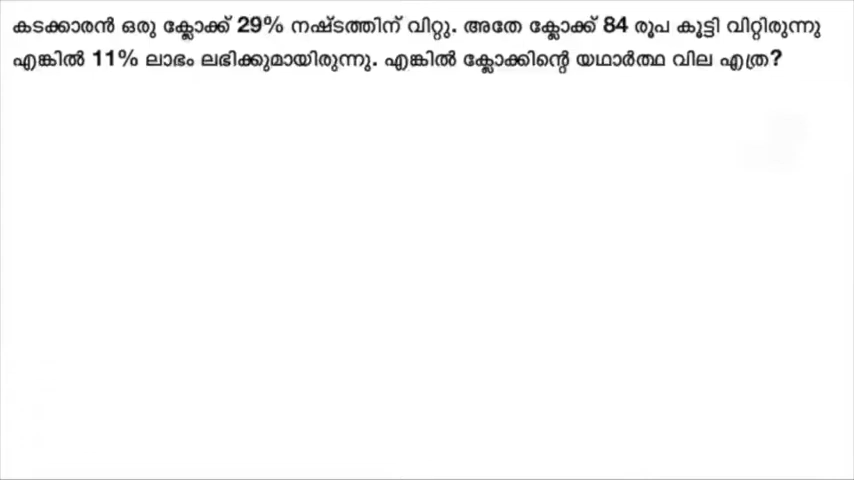 കടക്കാരൻ ഒരു ക്ലോക്ക് 29% നഷ്ടത്തിന് വിറ്റു. അതേ ക്ലോക്ക് 84 രൂപ കൂട്ടി വിറ്റിരുന്നു
എങ്കിൽ 11% ലാഭം ലഭിക്കുമായിരുന്നു. എങ്കിൽ ക്ലോക്കിന്റെ യഥാർത്ഥ വില എത്ര?